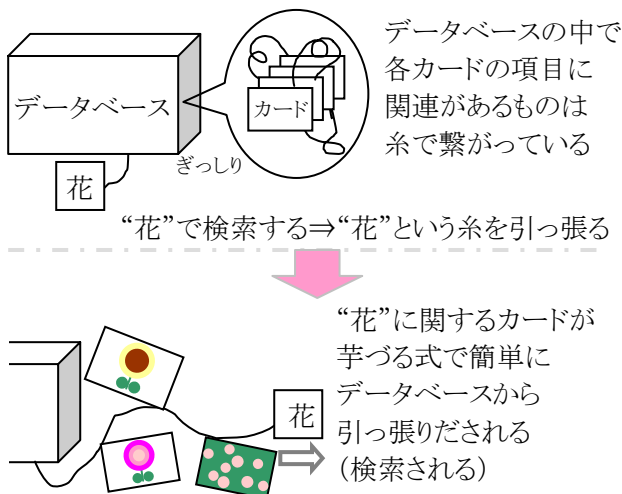 データベースの中で
各カードの項目に
関連があるものは
糸で繋がっている
データベース
カード
ぎっしり
花
“花”で検索する⇒“花”という糸を引っ張る
“花”に関するカードが
芋づる式で簡単に
データベースから
引っ張りだされる
（検索される）
花